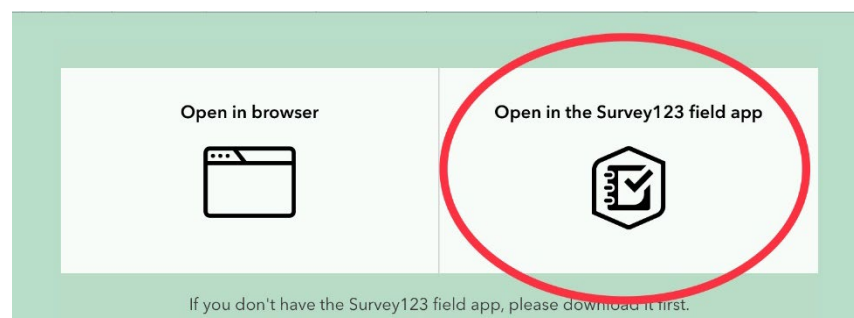 Open in browser
Open in the Survey123 field app
If you don't have the Survey123 field app, please download it first.